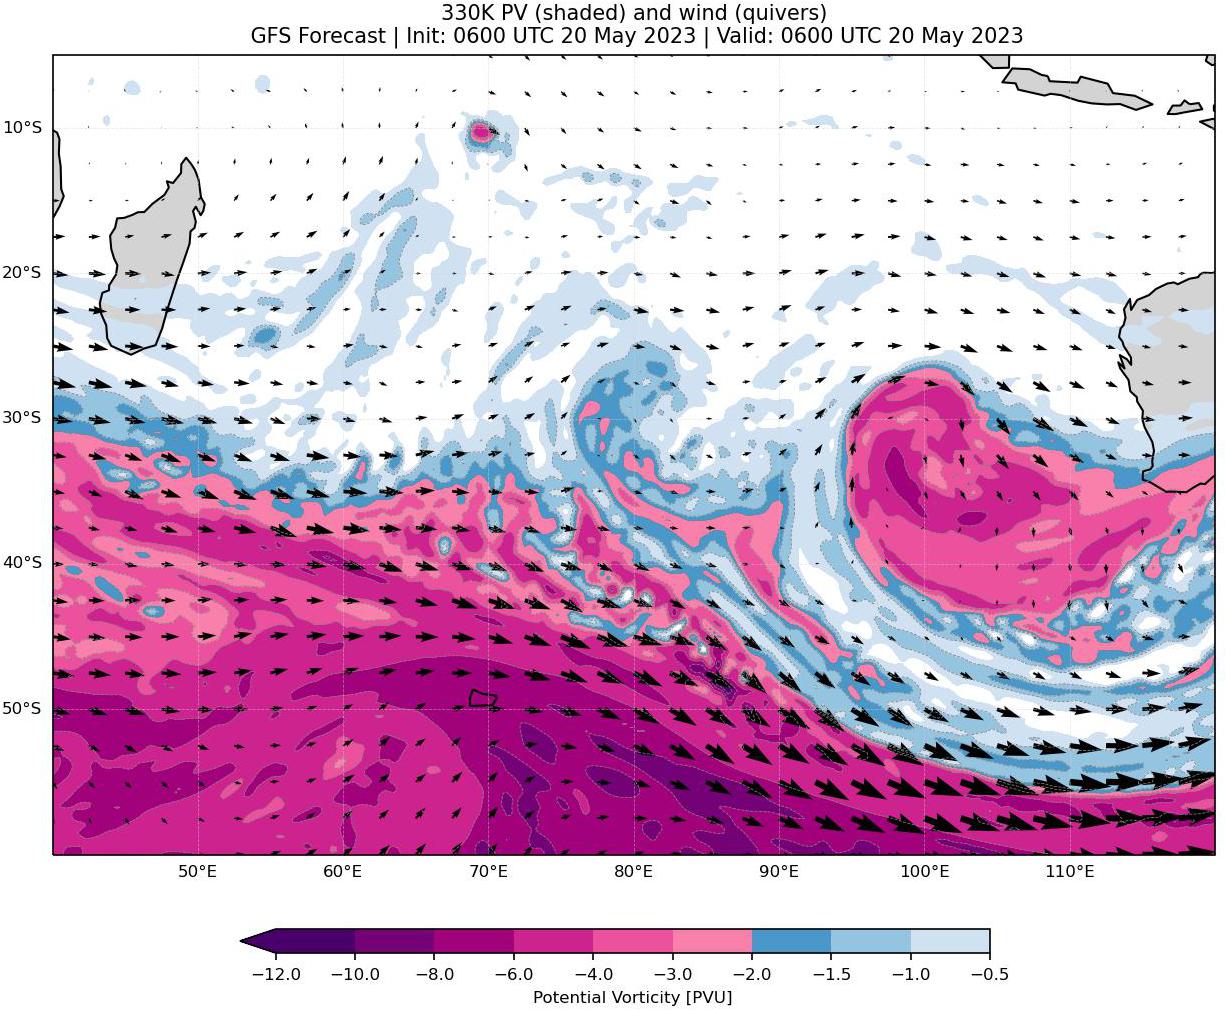 330K PV (shaded) and wind (quivers)
GFS Forecast | Init: 0600 UTC 20 May 2023 | Valid: 0600 UTC 20 May 2023
10°S
20°S
30°S
40°S
50°S
50°E 60°E 70°E 80°E 90°E 100°E 110°E
−12.0 −10.0 −8.0 −6.0 −4.0 −3.0 −2.0 −1.5 −1.0 −0.5
Potential Vorticity [PVU]